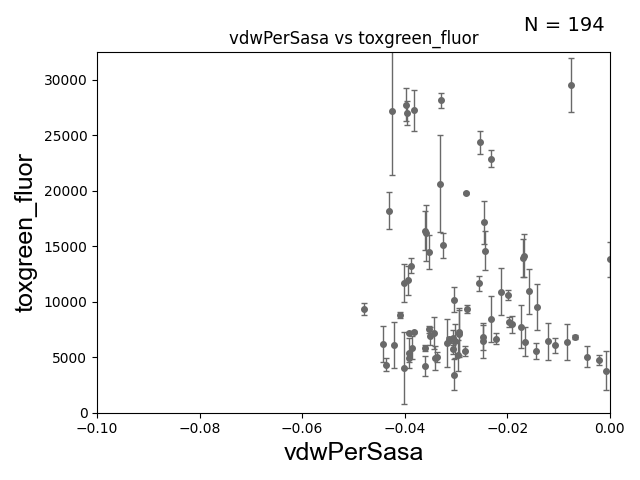 N = 194
vdwPerSasa vs toxgreen_fluor
30000
25000
20000
15000
10000
5000
0
toxgreen_fluor
−0.10 −0.08 −0.06 −0.04 −0.02 0.00
vdwPerSasa